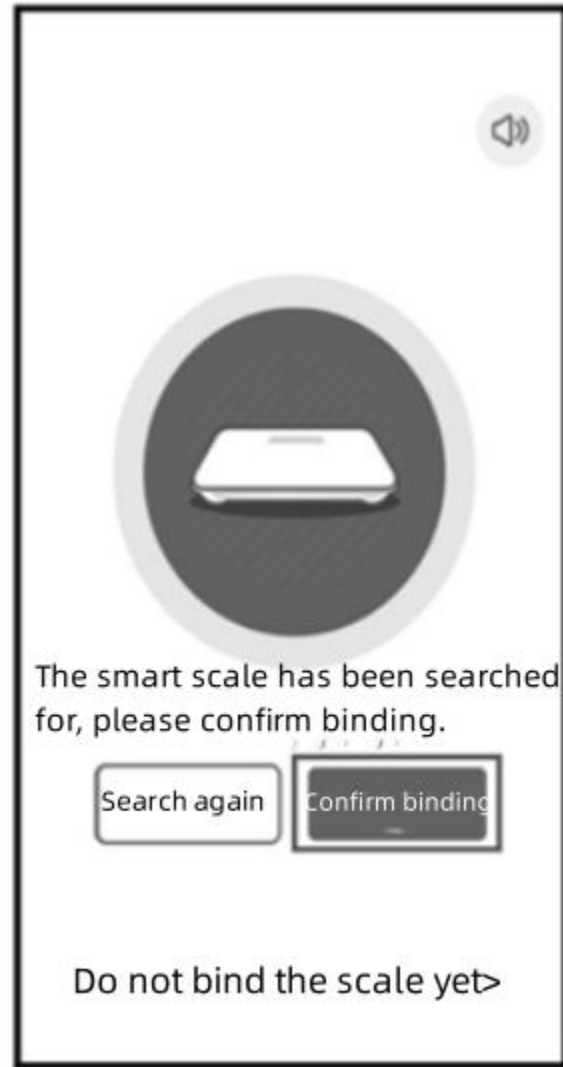 The smart scale has been searched
for, please confirm binding.
Search again
Confirm binding
Do not bind the scale yet>